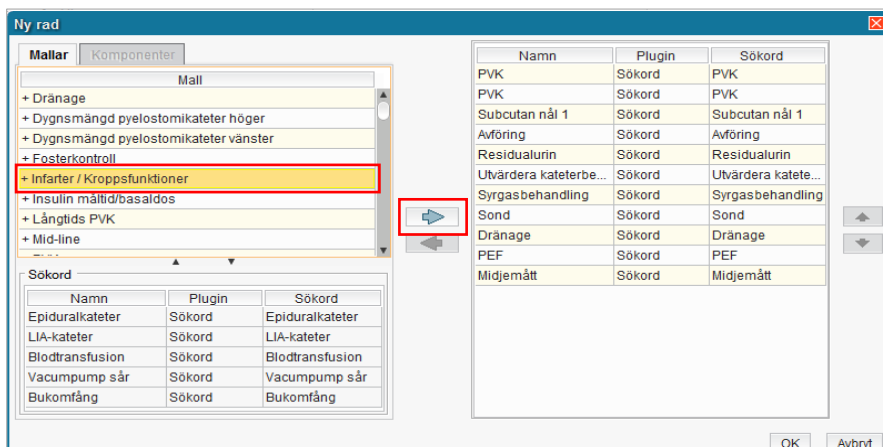 Ny rad
Mallar Komponenter
Mall
+ Dränage
+ Dygnsmängd pyelostomikateter höger
+ Dygnsmängd pyelostomikateter vänster
+ Fosterkontroll
+ Infarter / Kroppsfunktioner
+ Insulin måltid/basaldos
+ Långtids PVK
+ Mid-line
Sökord
Namn Plugin Sökord
Epiduralkateter Sökord Epiduralkateter
LIA-kateter Sökord LIA-kateter
Blodtransfusion Sökord Blodtransfusion
Vacumpump sår Sökord Vacumpump sår
Bukomfång Sökord Bukomfång
Namn Plugin Sökord
PVK Sökord PVK
PVK Sökord PVK
Subcutan nål 1 Sökord Subcutan nål 1
Avföring Sökord Avföring
Residualurin Sökord Residualurin
Utvärdera kateterbe... Sökord Utvärdera katete...
Syrgasbehandling Sökord Syrgasbehandling
Sond Sökord Sond
Dränage Sökord Dränage
PEF Sökord PEF
Midjemått Sökord Midjemått
OK Avbryt